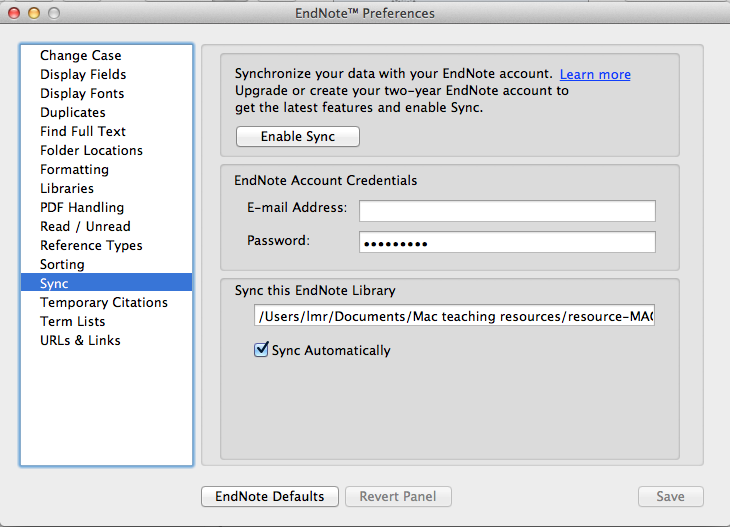 EndNote™ Preferences
Change Case
Display Fields
Display Fonts
Duplicates
Find Full Text
Folder Locations
Formatting
Libraries
PDF Handling
Read / Unread
Reference Types
Sorting
Sync
Temporary Citations
Term Lists
URLs & Links
Synchronize your data with your EndNote account. Learn more
Upgrade or create your two-year EndNote account to
get the latest features and enable Sync.
Enable Sync
EndNote Account Credentials
E-mail Address:
Password: •••••••••
Sync this EndNote Library
/Users/lmr/Documents/Mac teaching resources/resource-MAC
Sync Automatically
EndNote Defaults
Revert Panel
Save